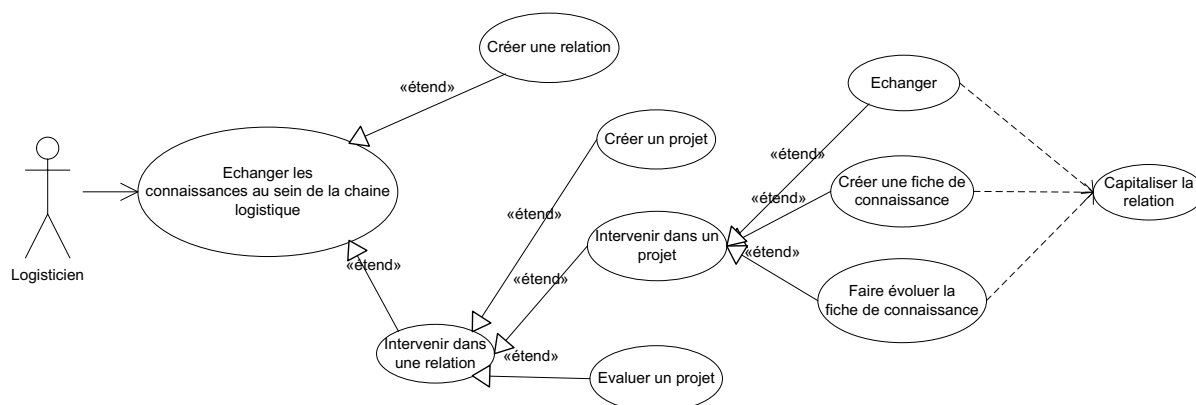 Créer une relation
«étend»
Echanger
Créer un projet
«étend»
Echanger les
connaissances au sein de la chaine
logistique
Créer une fiche de
connaissance
Capitaliser la
relation
«étend»
«étend»
Intervenir dans un
projet
«étend»
«étend»
Logisticien
«étend»
«étend»
Faire évoluer la
fiche de connaissance
Intervenir dans
une relation
«étend»
Evaluer un projet